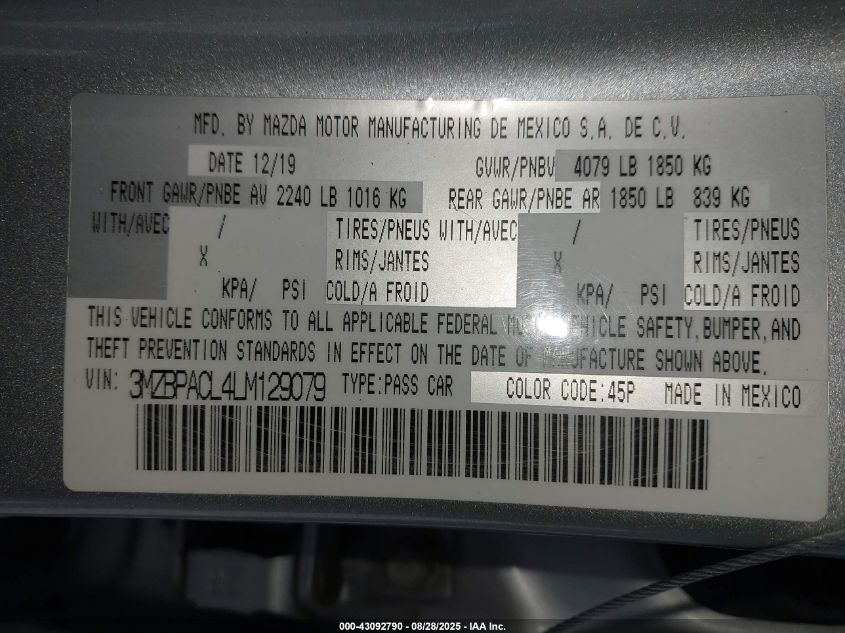 MFD. BY MAZDA MOTOR MANUFACTURING DE MEXICO S.A. DE C.V.
DATE 12/19 GVWR/PNBV 4079 LB 1850 KG
FRONT GAWR/PNBE AV 2240 LB 1016 KG REAR GAWR/PNBE AR 1850 LB 839 KG
WITH/AVEC / TIRES/PNEUS WITH/AVEC / TIRES/PNEUS
X RIMS/JANTES X RIMS/JANTES
KPA/ PSI COLD/A FROID KPA/ PSI COLD/A FROID
THIS VEHICLE CONFORMS TO ALL APPLICABLE FEDERAL MOTOR VEHICLE SAFETY, BUMPER, AND
THEFT PREVENTION STANDARDS IN EFFECT ON THE DATE OF MANUFACTURE SHOWN ABOVE.
VIN: 3MZBPACL4LM129079 TYPE:PASS CAR COLOR CODE:45P MADE IN MEXICO
000-43092790 - 08/28/2025 - IAA Inc.